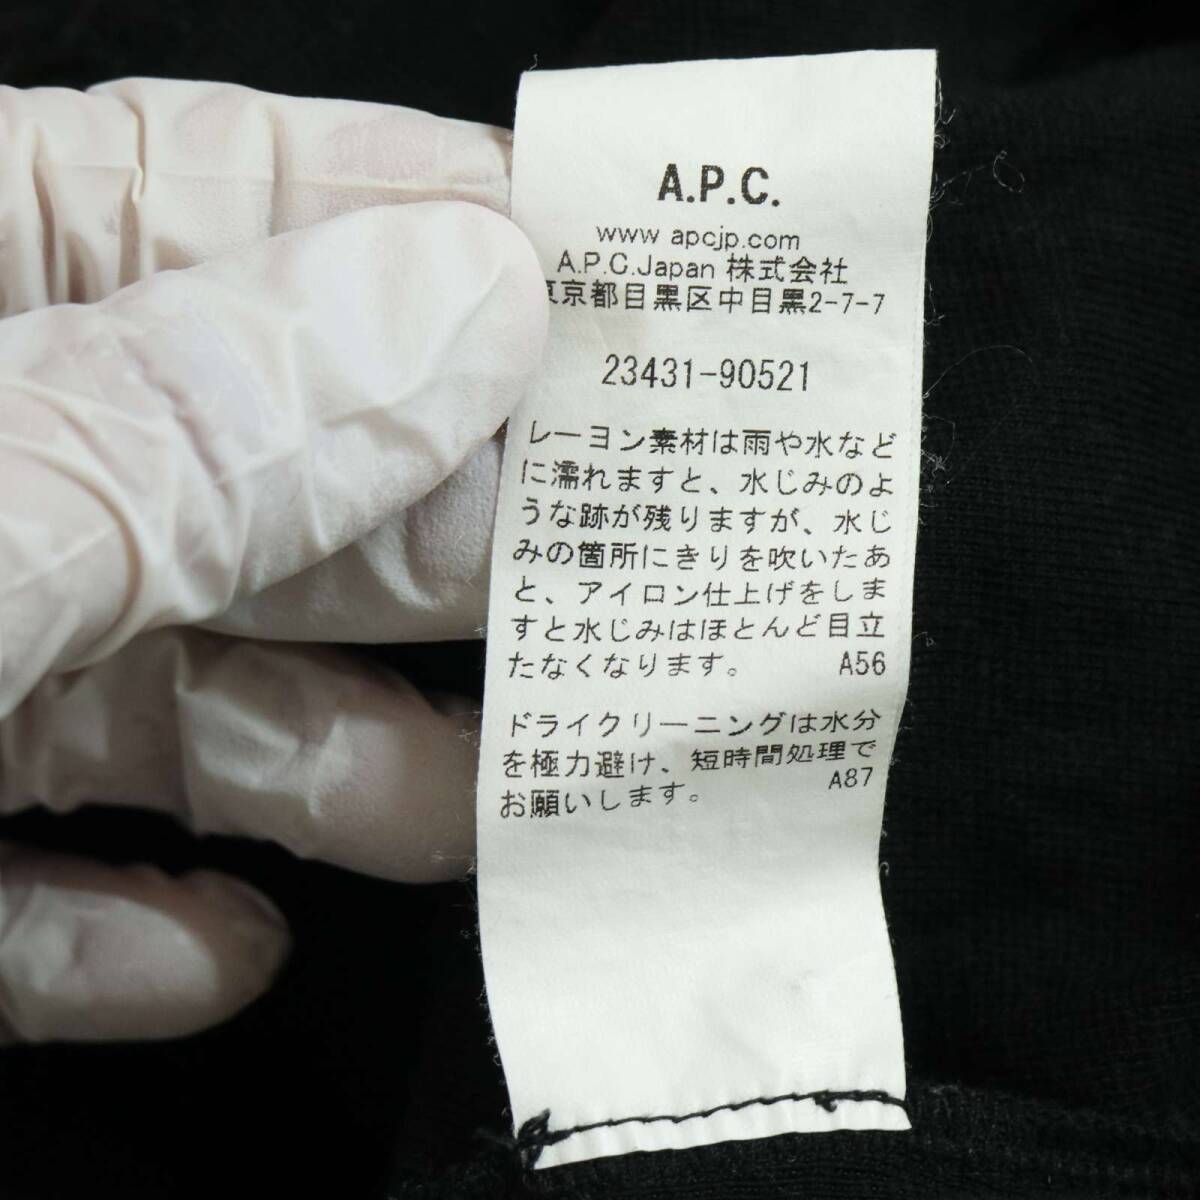 A.P.C.
www apcjp.com
A.P.C.Japan 株式会社
東京都目黒区中目黒2-7-7
23431-90521
レーヨン素材は雨や水など
に濡れますと、水じみのよ
うな跡が残りますが、水じ
みの箇所にきりを吹いたあ
と、アイロン仕上げをしま
すと水じみはほとんど目立
たなくなります。 A56
ドライクリーニングは水分
を極力避け、短時間処理で
お願いします。 A87